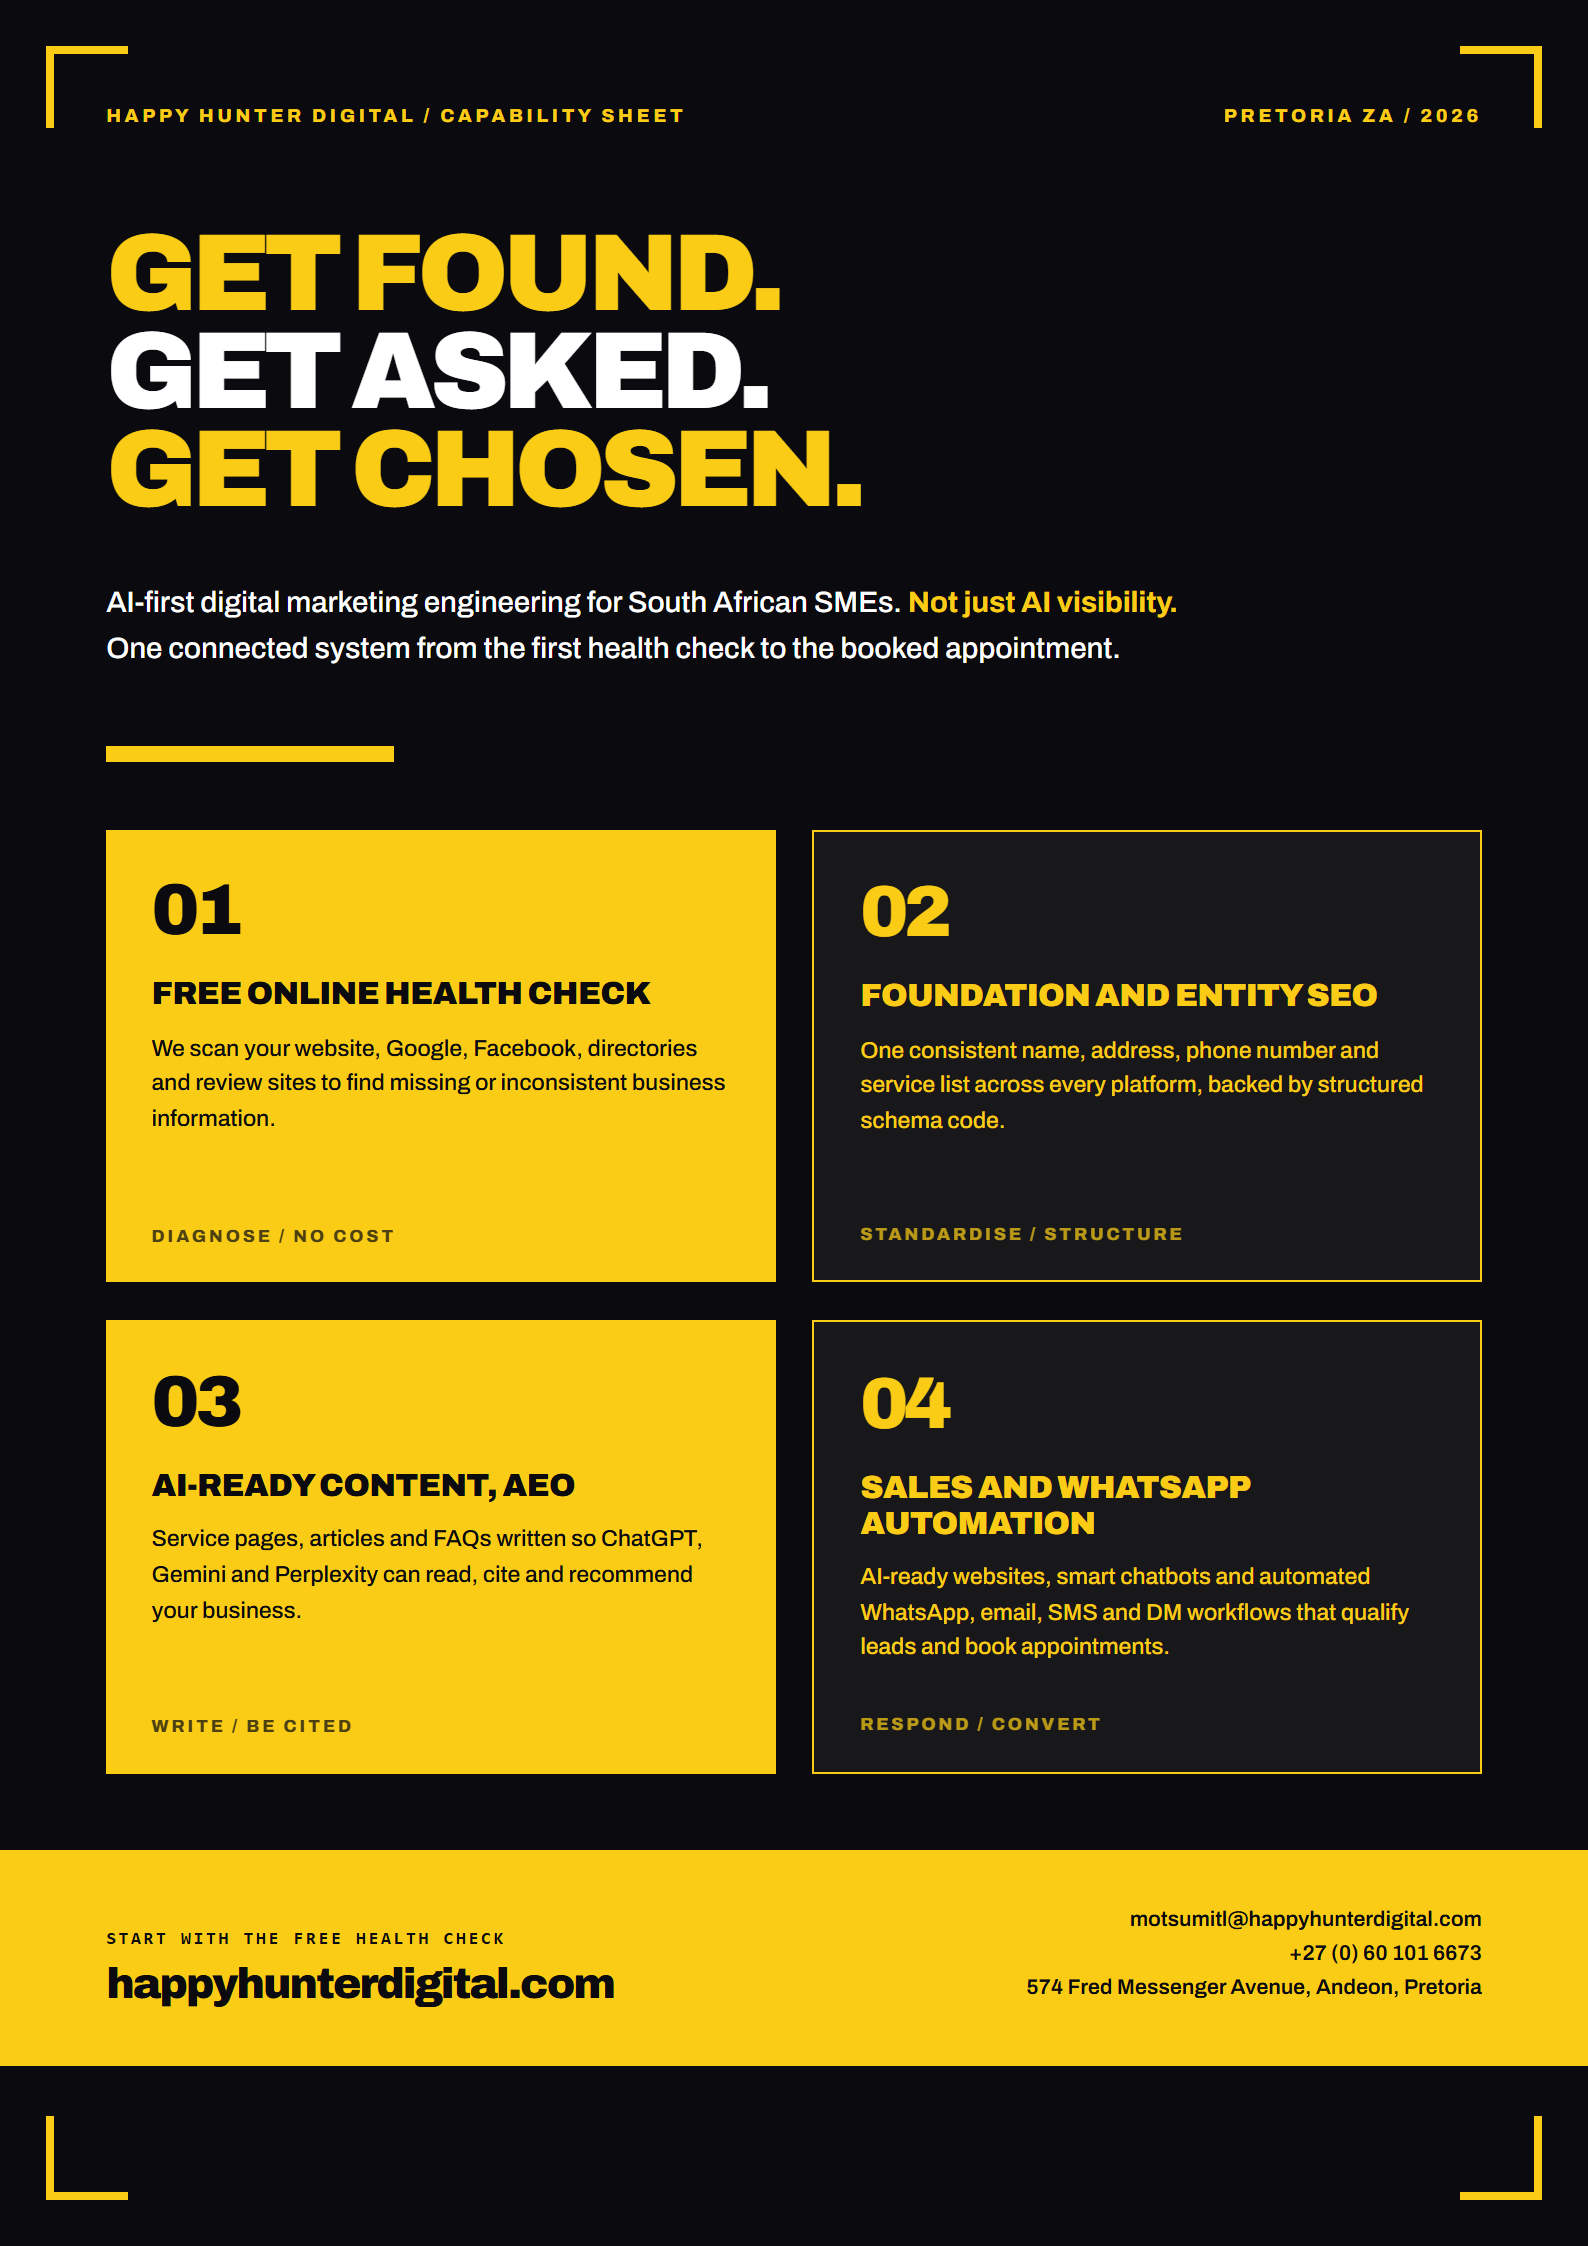 HAPPY HUNTER DIGITAL / CAPABILITY SHEET
PRETORIA ZA / 2026
GET FOUND.
GET ASKED.
GET CHOSEN.
AI-first digital marketing engineering for South African SMEs. Not just AI visibility.
One connected system from the first health check to the booked appointment.
01
FREE ONLINE HEALTH CHECK
We scan your website, Google, Facebook, directories
and review sites to find missing or inconsistent business
information.
DIAGNOSE / NO COST
02
FOUNDATION AND ENTITY SEO
One consistent name, address, phone number and
service list across every platform, backed by structured
schema code.
STANDARDISE / STRUCTURE
03
AI-READY CONTENT, AEO
Service pages, articles and FAQs written so ChatGPT,
Gemini and Perplexity can read, cite and recommend
your business.
WRITE / BE CITED
04
SALES AND WHATSAPP
AUTOMATION
AI-ready websites, smart chatbots and automated
WhatsApp, email, SMS and DM workflows that qualify
leads and book appointments.
RESPOND / CONVERT
START WITH THE FREE HEALTH CHECK
happyhunterdigital.com
motsumitl@happyhunterdigital.com
+27 (0) 60 101 6673
574 Fred Messenger Avenue, Andeon, Pretoria